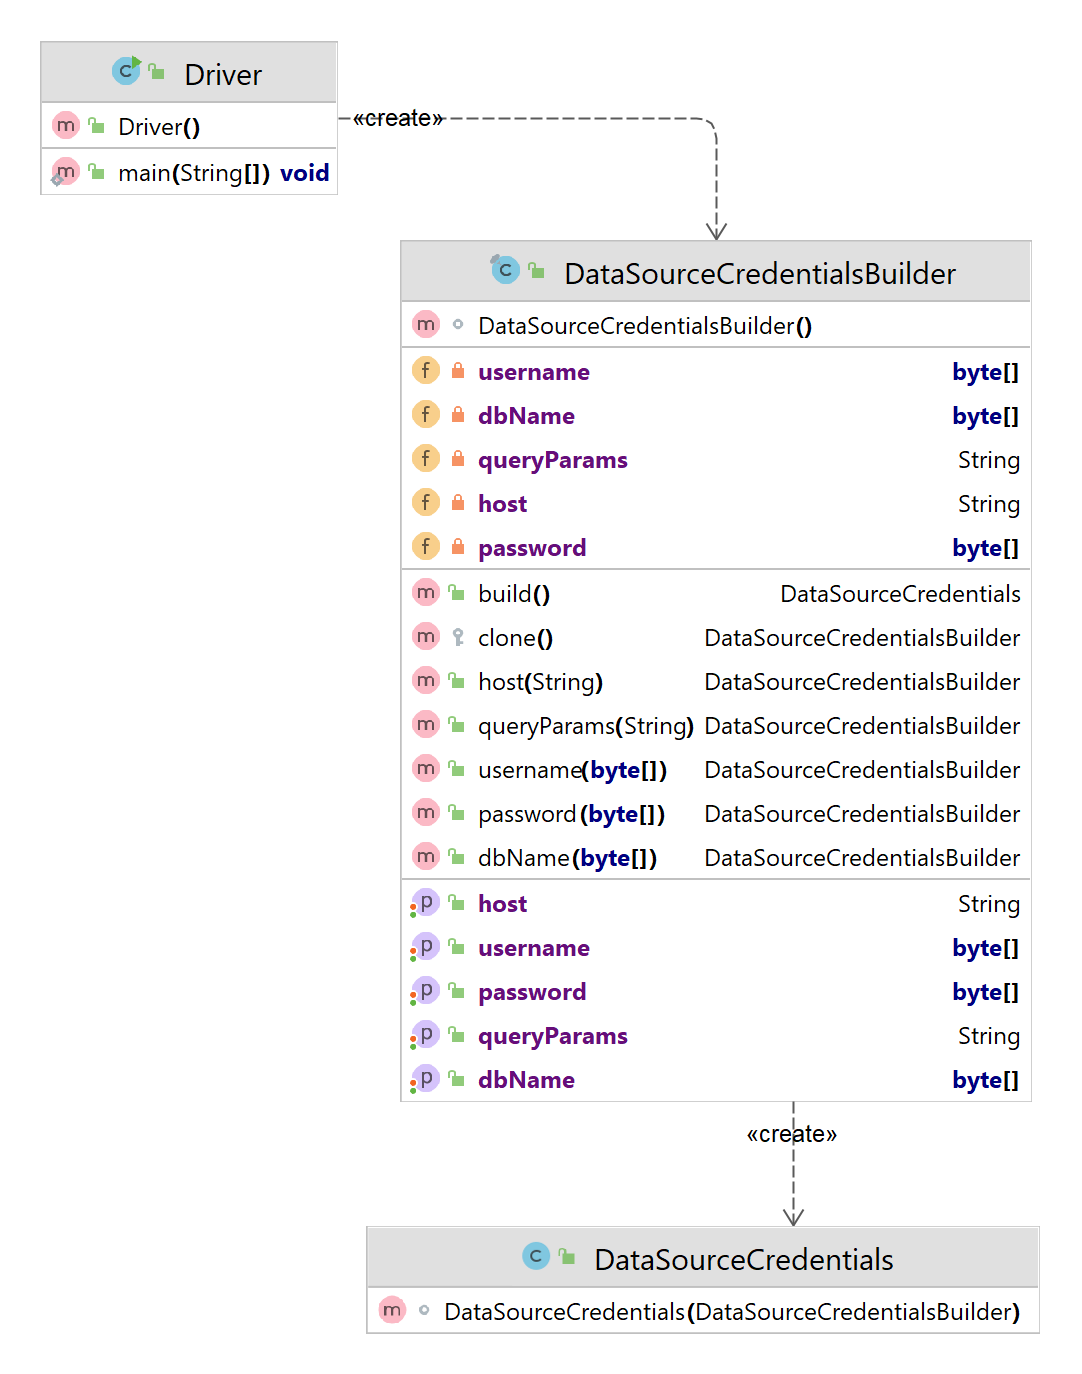 Driver
Driver()
main(String[]) void
«create»
DataSourceCredentialsBuilder
DataSourceCredentialsBuilder()
username byte[]
dbName byte[]
queryParams String
host String
password byte[]
build() DataSourceCredentials
clone() DataSourceCredentialsBuilder
host(String) DataSourceCredentialsBuilder
queryParams(String) DataSourceCredentialsBuilder
username(byte[]) DataSourceCredentialsBuilder
password(byte[]) DataSourceCredentialsBuilder
dbName(byte[]) DataSourceCredentialsBuilder
host String
username byte[]
password byte[]
queryParams String
dbName byte[]
«create»
DataSourceCredentials
DataSourceCredentials(DataSourceCredentialsBuilder)